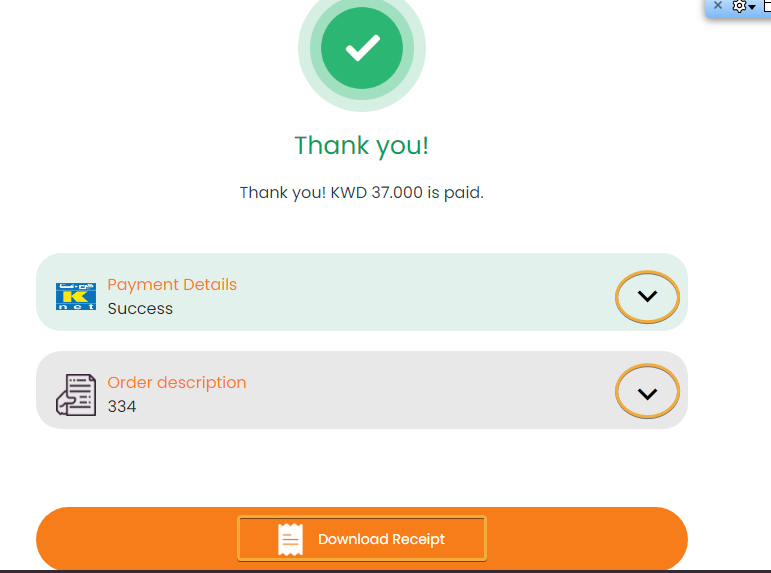 Thank you!
Thank you! KWD 37.000 is paid.
Payment Details
Success
K
net
Order description
334
Download Receipt